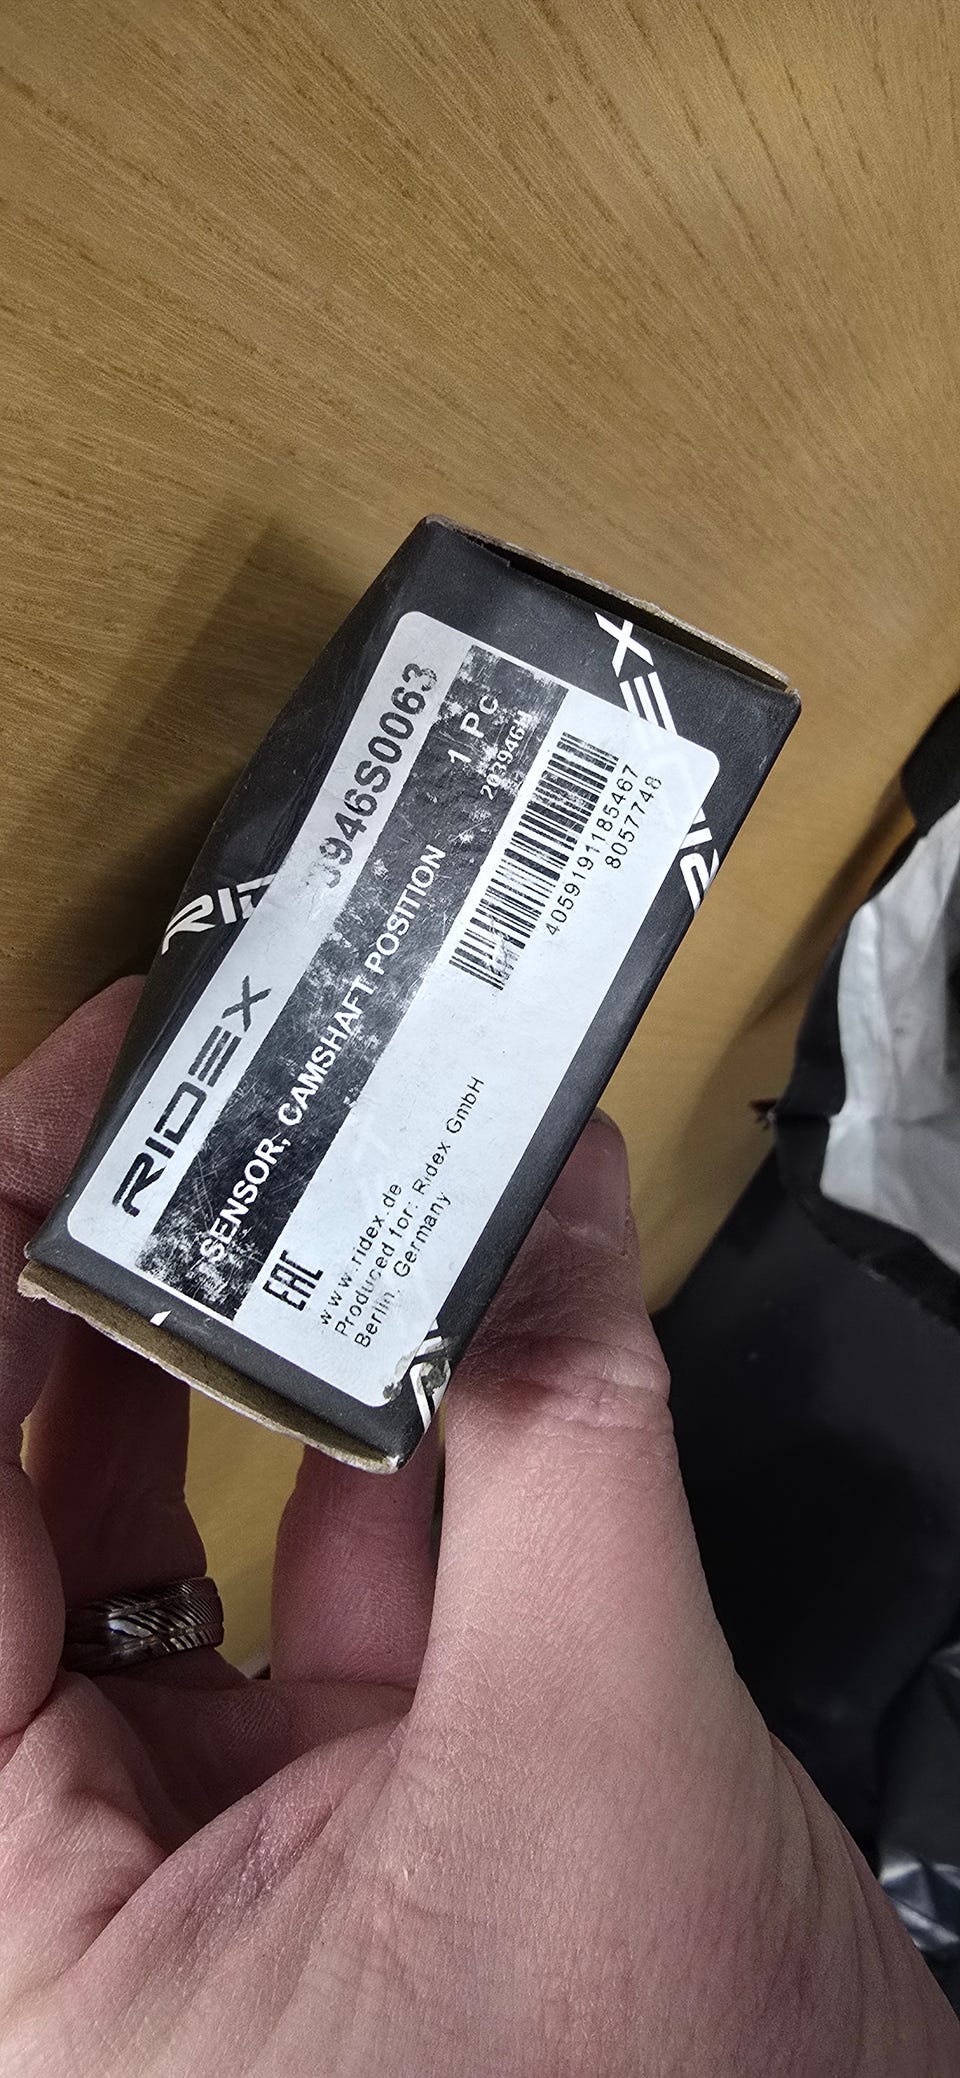 RIDEX
3946S0063
SENSOR, CAMSHAFT POSITION
1 Pc
203946H
4059191185467
8057748
EAC
www.ridex.de
Produced for: Ridex GmbH
Berlin, Germany